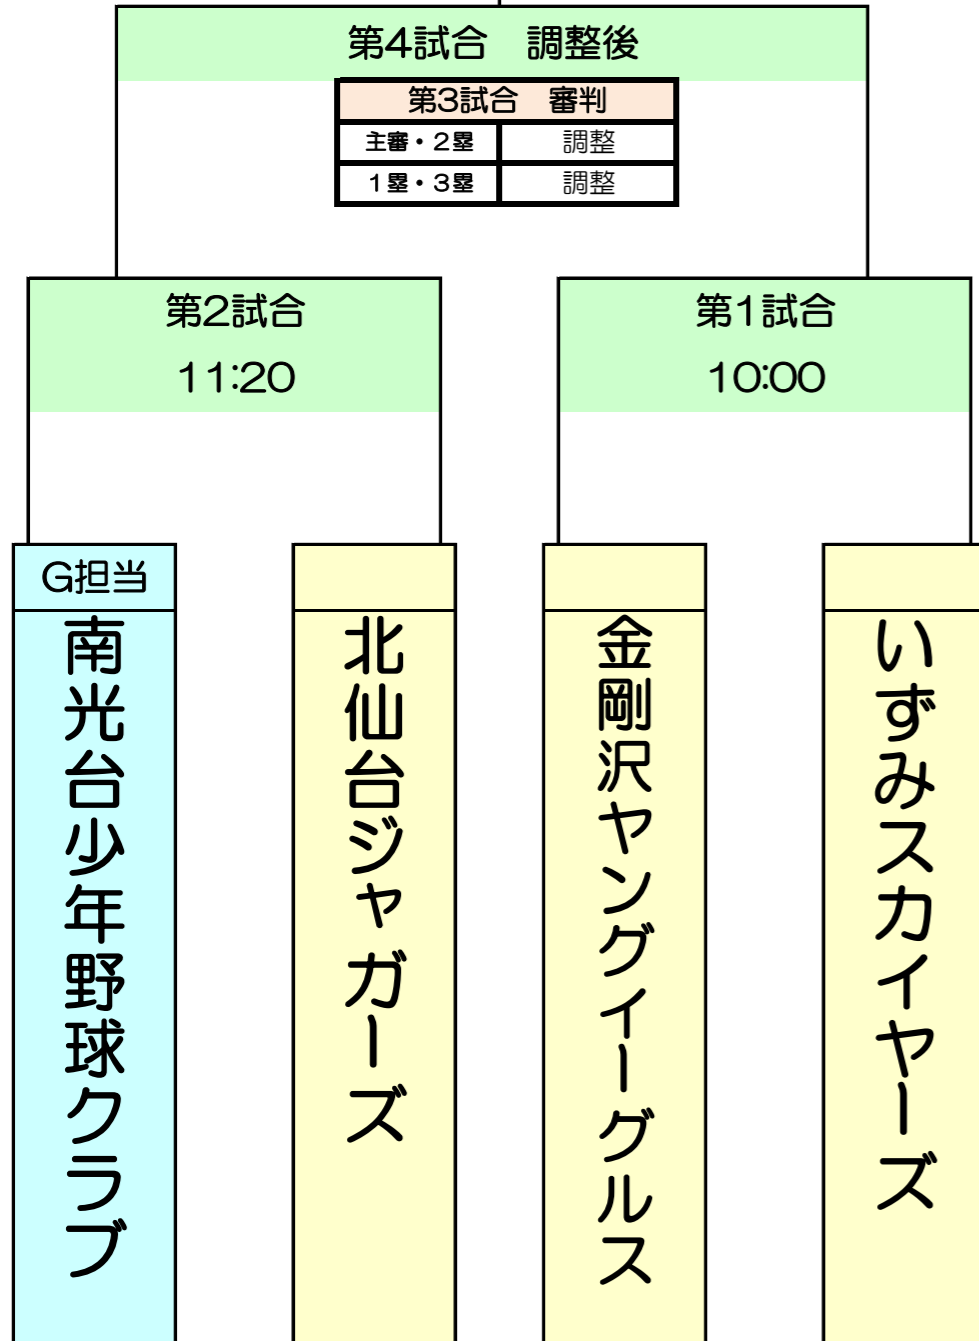 第4試合　調整後
第3試合　審判
主審・2塁　調整
1塁・3塁　調整
第2試合
11:20
第1試合
10:00
G担当
南光台少年野球クラブ
北仙台ジャガーズ
金剛沢ヤングイーグルス
いずみスカイヤーズ